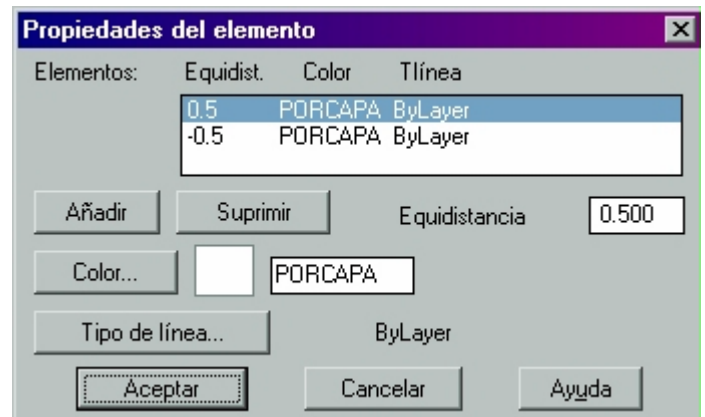 Propiedades del elemento
Elementos: Equidist. Color Tlínea
0.5 PORCAPA ByLayer
-0.5 PORCAPA ByLayer
Añadir Suprimir Equidistancia 0.500
Color... PORCAPA
Tipo de línea... ByLayer
Aceptar Cancelar Ayuda